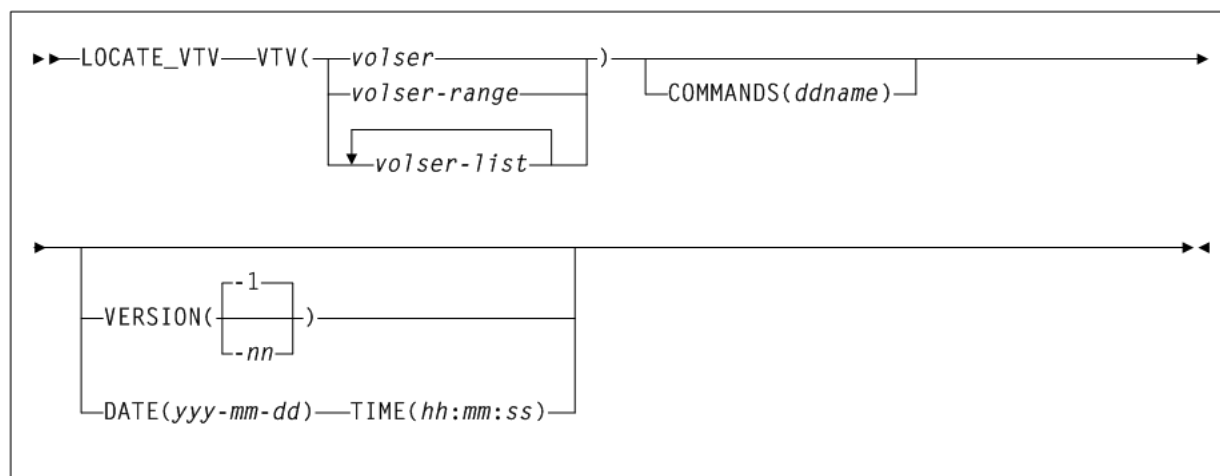 LOCATE_VTV VTV( volser )
volser-range COMMANDS(ddname)
volser-list
-1
VERSION( )
-nn
DATE(yyy-mm-dd) TIME(hh:mm:ss)